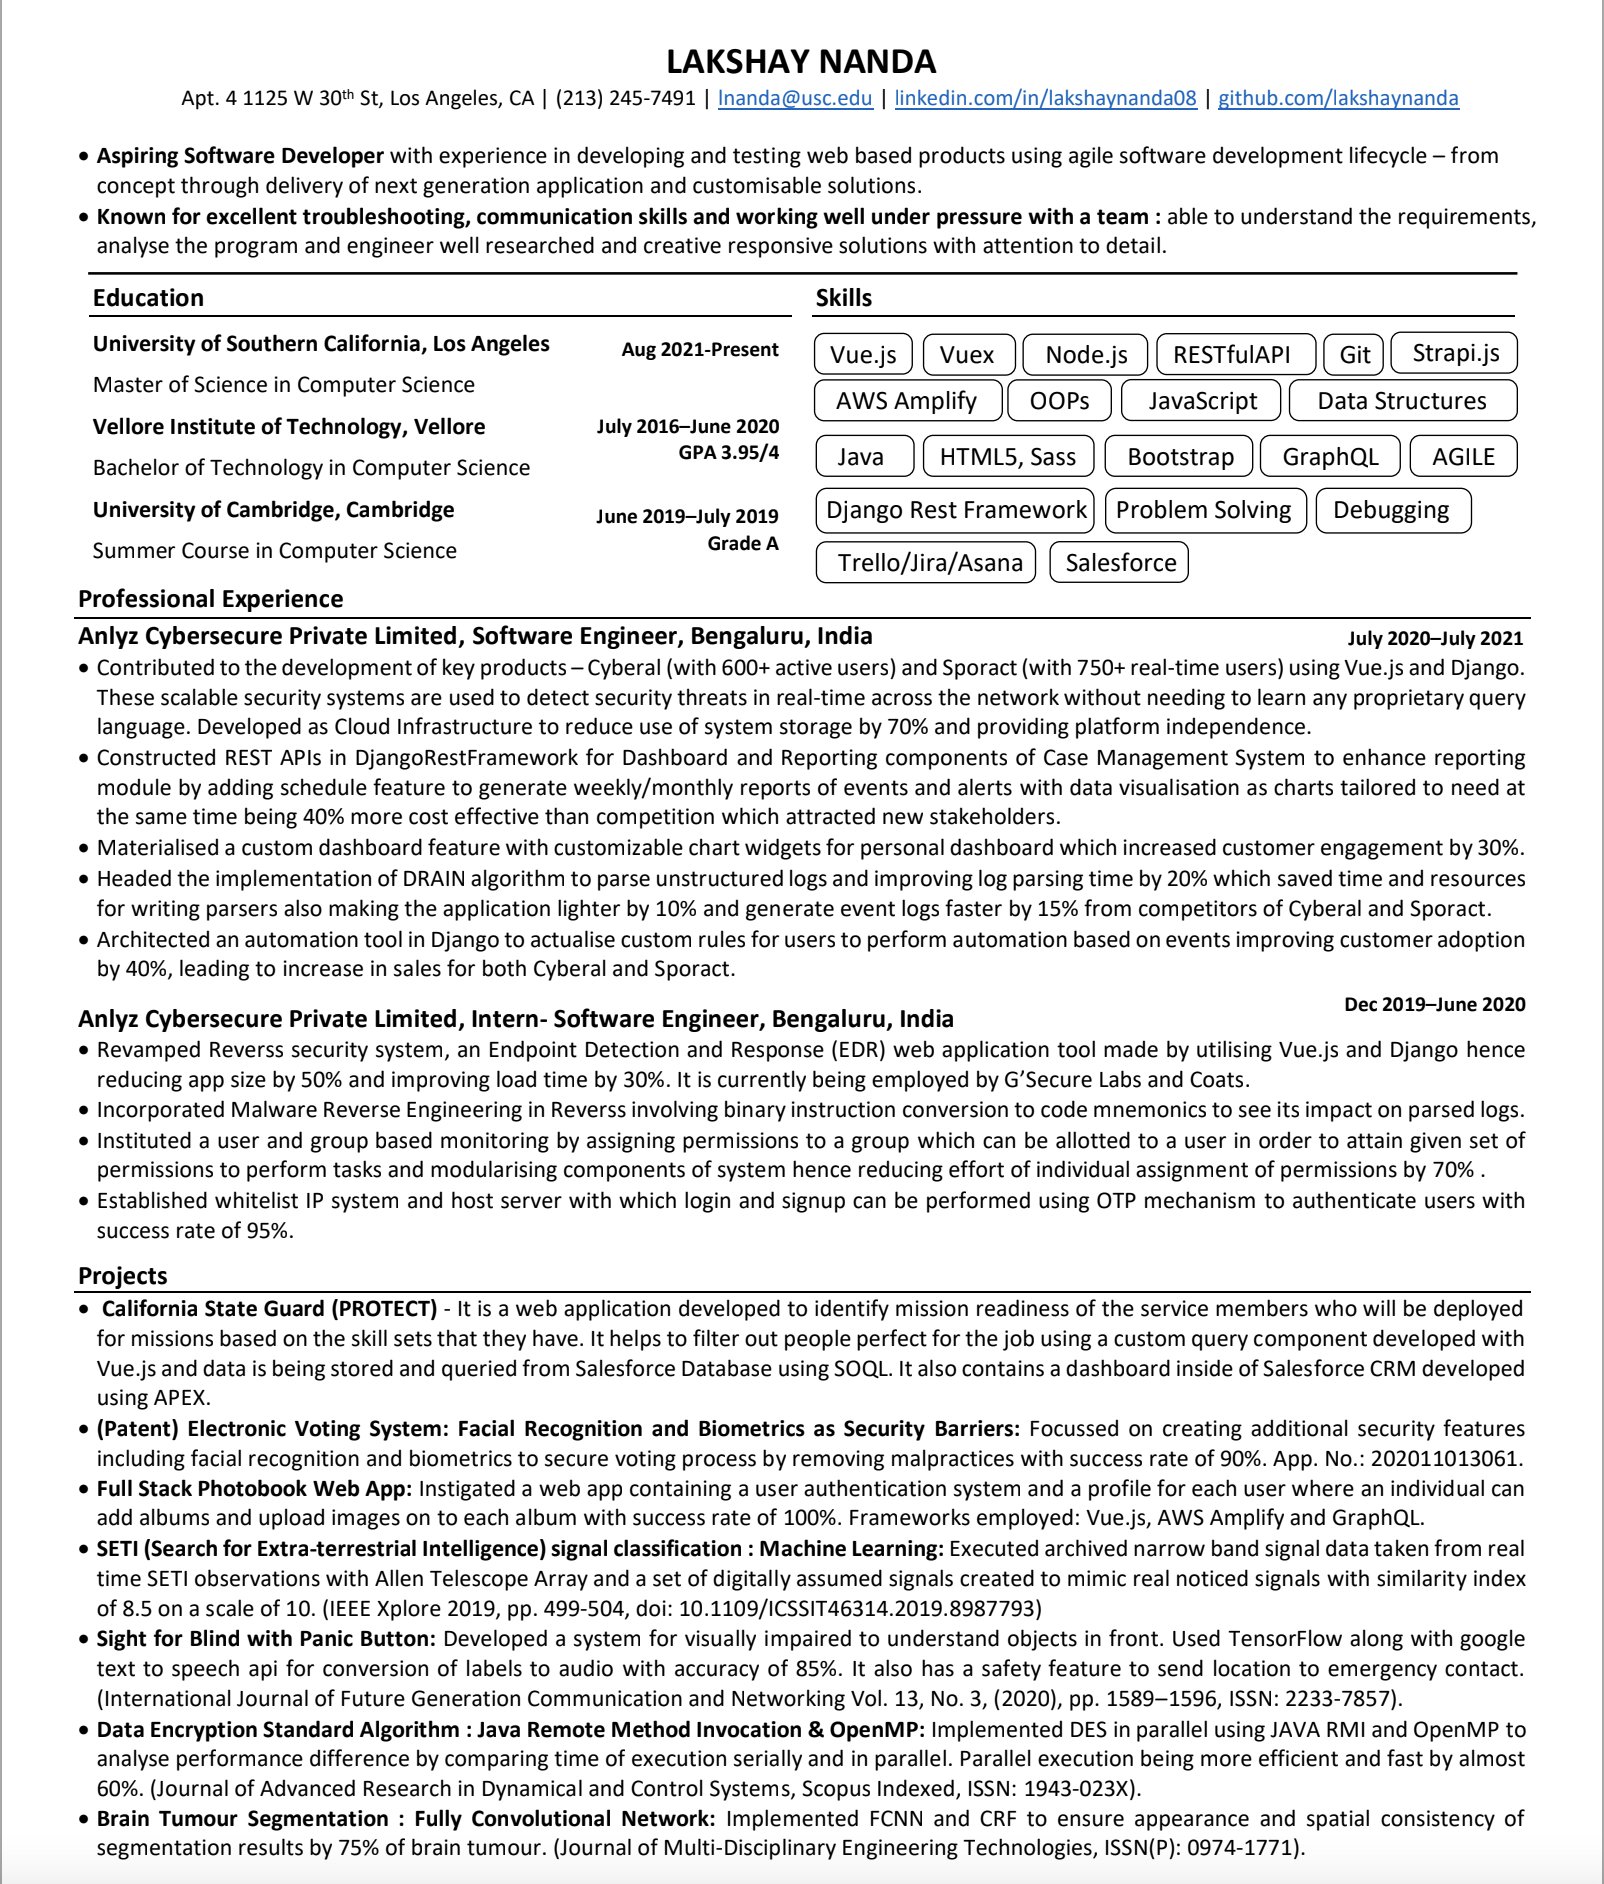 LAKSHAY NANDA
Apt. 4 1125 W 30th St, Los Angeles, CA | (213) 245-7491 | lnanda@usc.edu | linkedin.com/in/lakshaynanda08 | github.com/lakshaynanda
• Aspiring Software Developer with experience in developing and testing web based products using agile software development lifecycle – from
concept through delivery of next generation application and customisable solutions.
• Known for excellent troubleshooting, communication skills and working well under pressure with a team : able to understand the requirements,
analyse the program and engineer well researched and creative responsive solutions with attention to detail.
Education
University of Southern California, Los Angeles Aug 2021-Present
Master of Science in Computer Science
Vellore Institute of Technology, Vellore July 2016–June 2020
GPA 3.95/4
Bachelor of Technology in Computer Science
University of Cambridge, Cambridge June 2019–July 2019
Grade A
Summer Course in Computer Science
Skills
Vue.js Vuex Node.js RESTfulAPI Git Strapi.js
AWS Amplify OOPs JavaScript Data Structures
Java HTML5, Sass Bootstrap GraphQL AGILE
Django Rest Framework Problem Solving Debugging
Trello/Jira/Asana Salesforce
Professional Experience
Anlyz Cybersecure Private Limited, Software Engineer, Bengaluru, India July 2020–July 2021
• Contributed to the development of key products – Cyberal (with 600+ active users) and Sporact (with 750+ real-time users) using Vue.js and Django.
These scalable security systems are used to detect security threats in real-time across the network without needing to learn any proprietary query
language. Developed as Cloud Infrastructure to reduce use of system storage by 70% and providing platform independence.
• Constructed REST APIs in DjangoRestFramework for Dashboard and Reporting components of Case Management System to enhance reporting
module by adding schedule feature to generate weekly/monthly reports of events and alerts with data visualisation as charts tailored to need at
the same time being 40% more cost effective than competition which attracted new stakeholders.
• Materialised a custom dashboard feature with customizable chart widgets for personal dashboard which increased customer engagement by 30%.
• Headed the implementation of DRAIN algorithm to parse unstructured logs and improving log parsing time by 20% which saved time and resources
for writing parsers also making the application lighter by 10% and generate event logs faster by 15% from competitors of Cyberal and Sporact.
• Architected an automation tool in Django to actualise custom rules for users to perform automation based on events improving customer adoption
by 40%, leading to increase in sales for both Cyberal and Sporact.
Anlyz Cybersecure Private Limited, Intern- Software Engineer, Bengaluru, India Dec 2019–June 2020
• Revamped Reverss security system, an Endpoint Detection and Response (EDR) web application tool made by utilising Vue.js and Django hence
reducing app size by 50% and improving load time by 30%. It is currently being employed by G’Secure Labs and Coats.
• Incorporated Malware Reverse Engineering in Reverss involving binary instruction conversion to code mnemonics to see its impact on parsed logs.
• Instituted a user and group based monitoring by assigning permissions to a group which can be allotted to a user in order to attain given set of
permissions to perform tasks and modularising components of system hence reducing effort of individual assignment of permissions by 70% .
• Established whitelist IP system and host server with which login and signup can be performed using OTP mechanism to authenticate users with
success rate of 95%.
Projects
• California State Guard (PROTECT) - It is a web application developed to identify mission readiness of the service members who will be deployed
for missions based on the skill sets that they have. It helps to filter out people perfect for the job using a custom query component developed with
Vue.js and data is being stored and queried from Salesforce Database using SOQL. It also contains a dashboard inside of Salesforce CRM developed
using APEX.
• (Patent) Electronic Voting System: Facial Recognition and Biometrics as Security Barriers: Focussed on creating additional security features
including facial recognition and biometrics to secure voting process by removing malpractices with success rate of 90%. App. No.: 202011013061.
• Full Stack Photobook Web App: Instigated a web app containing a user authentication system and a profile for each user where an individual can
add albums and upload images on to each album with success rate of 100%. Frameworks employed: Vue.js, AWS Amplify and GraphQL.
• SETI (Search for Extra-terrestrial Intelligence) signal classification : Machine Learning: Executed archived narrow band signal data taken from real
time SETI observations with Allen Telescope Array and a set of digitally assumed signals created to mimic real noticed signals with similarity index
of 8.5 on a scale of 10. (IEEE Xplore 2019, pp. 499-504, doi: 10.1109/ICSSIT46314.2019.8987793)
• Sight for Blind with Panic Button: Developed a system for visually impaired to understand objects in front. Used TensorFlow along with google
text to speech api for conversion of labels to audio with accuracy of 85%. It also has a safety feature to send location to emergency contact.
(International Journal of Future Generation Communication and Networking Vol. 13, No. 3, (2020), pp. 1589–1596, ISSN: 2233-7857).
• Data Encryption Standard Algorithm : Java Remote Method Invocation & OpenMP: Implemented DES in parallel using JAVA RMI and OpenMP to
analyse performance difference by comparing time of execution serially and in parallel. Parallel execution being more efficient and fast by almost
60%. (Journal of Advanced Research in Dynamical and Control Systems, Scopus Indexed, ISSN: 1943-023X).
• Brain Tumour Segmentation : Fully Convolutional Network: Implemented FCNN and CRF to ensure appearance and spatial consistency of
segmentation results by 75% of brain tumour. (Journal of Multi-Disciplinary Engineering Technologies, ISSN(P): 0974-1771).